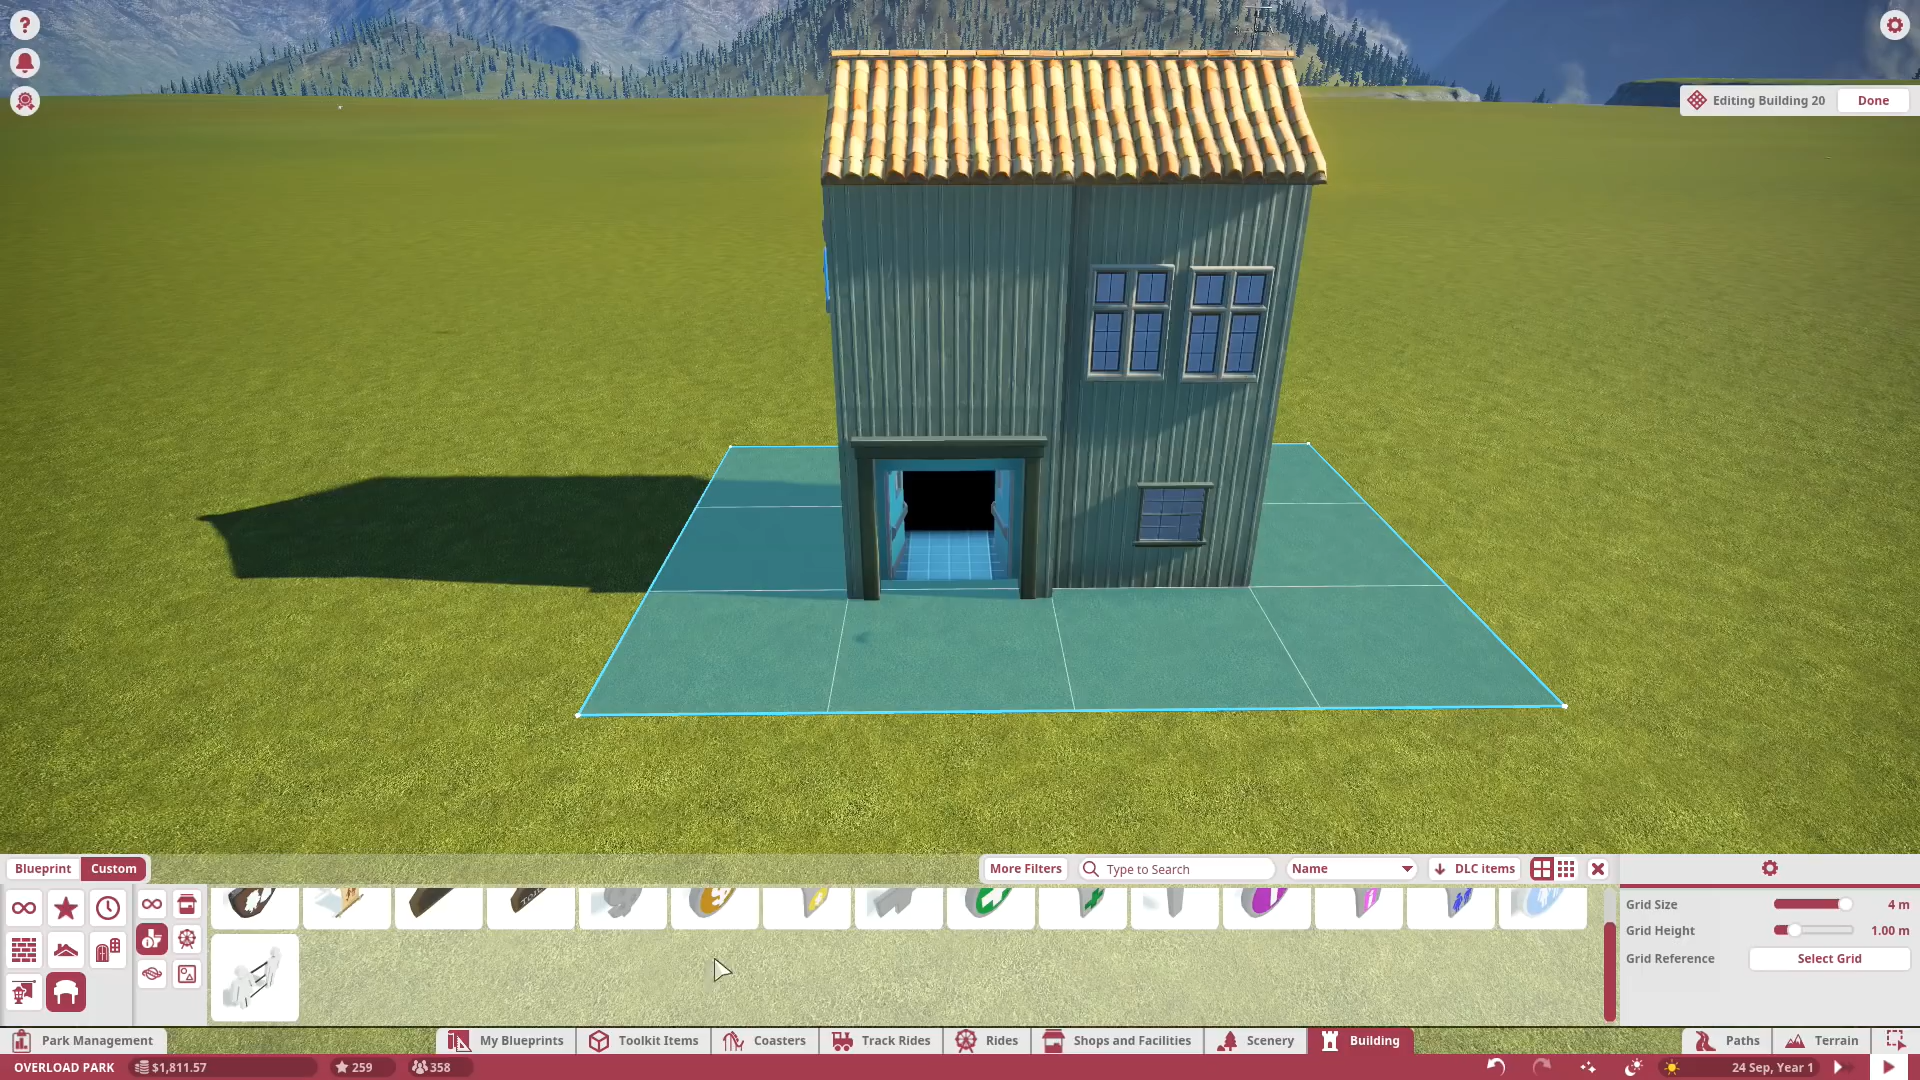 ?
Editing Building 20 Done
Blueprint Custom
More Filters Type to Search Name DLC items
Grid Size 4 m
Grid Height 1.00 m
Grid Reference Select Grid
Park Management My Blueprints Toolkit Items Coasters Track Rides Rides Shops and Facilities Scenery Building Paths Terrain
OVERLOAD PARK $1,811.57 259 358 24 Sep, Year 1